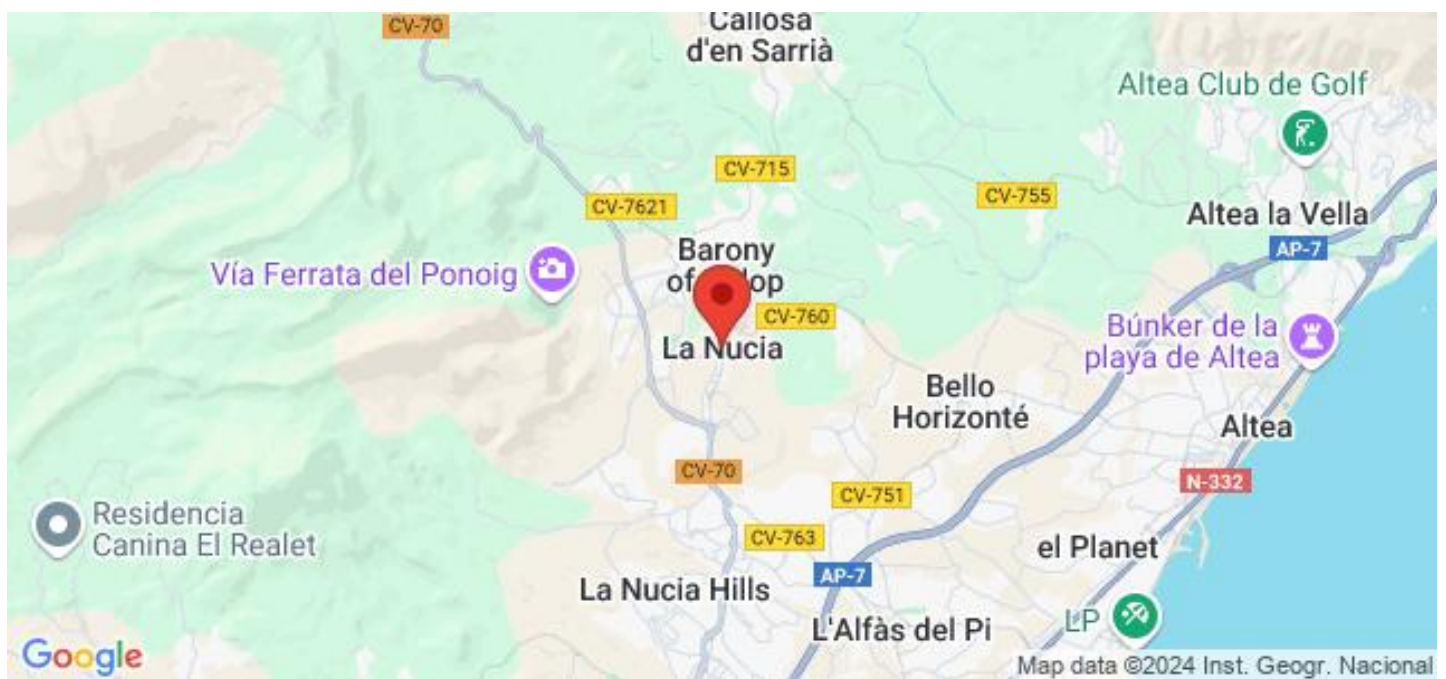 CV-70
Callosa
d'en Sarrià
Altea Club de Golf
CV-715
CV-755
CV-7621
Altea la Vella
AP-7
Barony
Vía Ferrata del Ponoig
CV-760
La Nucia
Búnker de la
playa de Altea
Bello
Horizonté
Altea
CV-70
N-332
CV-751
Residencia
Canina El Realet
CV-763
el Planet
AP-7
La Nucia Hills
L'Alfàs del Pi
LP
Google
Map data ©2024 Inst. Geogr. Nacional